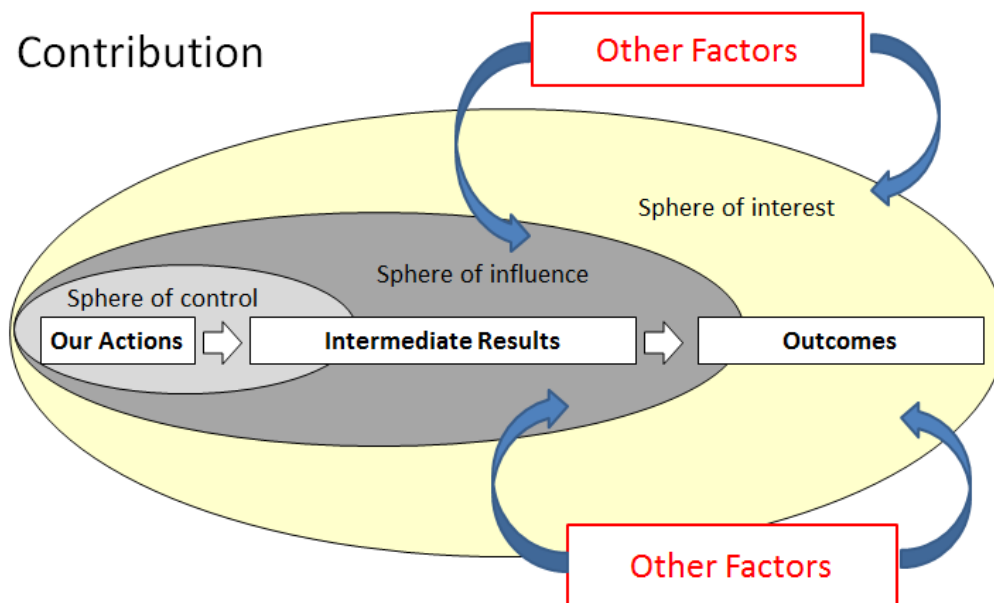 Contribution
Other Factors
Sphere of interest
Sphere of influence
Sphere of control
Our Actions
Intermediate Results
Outcomes
Other Factors